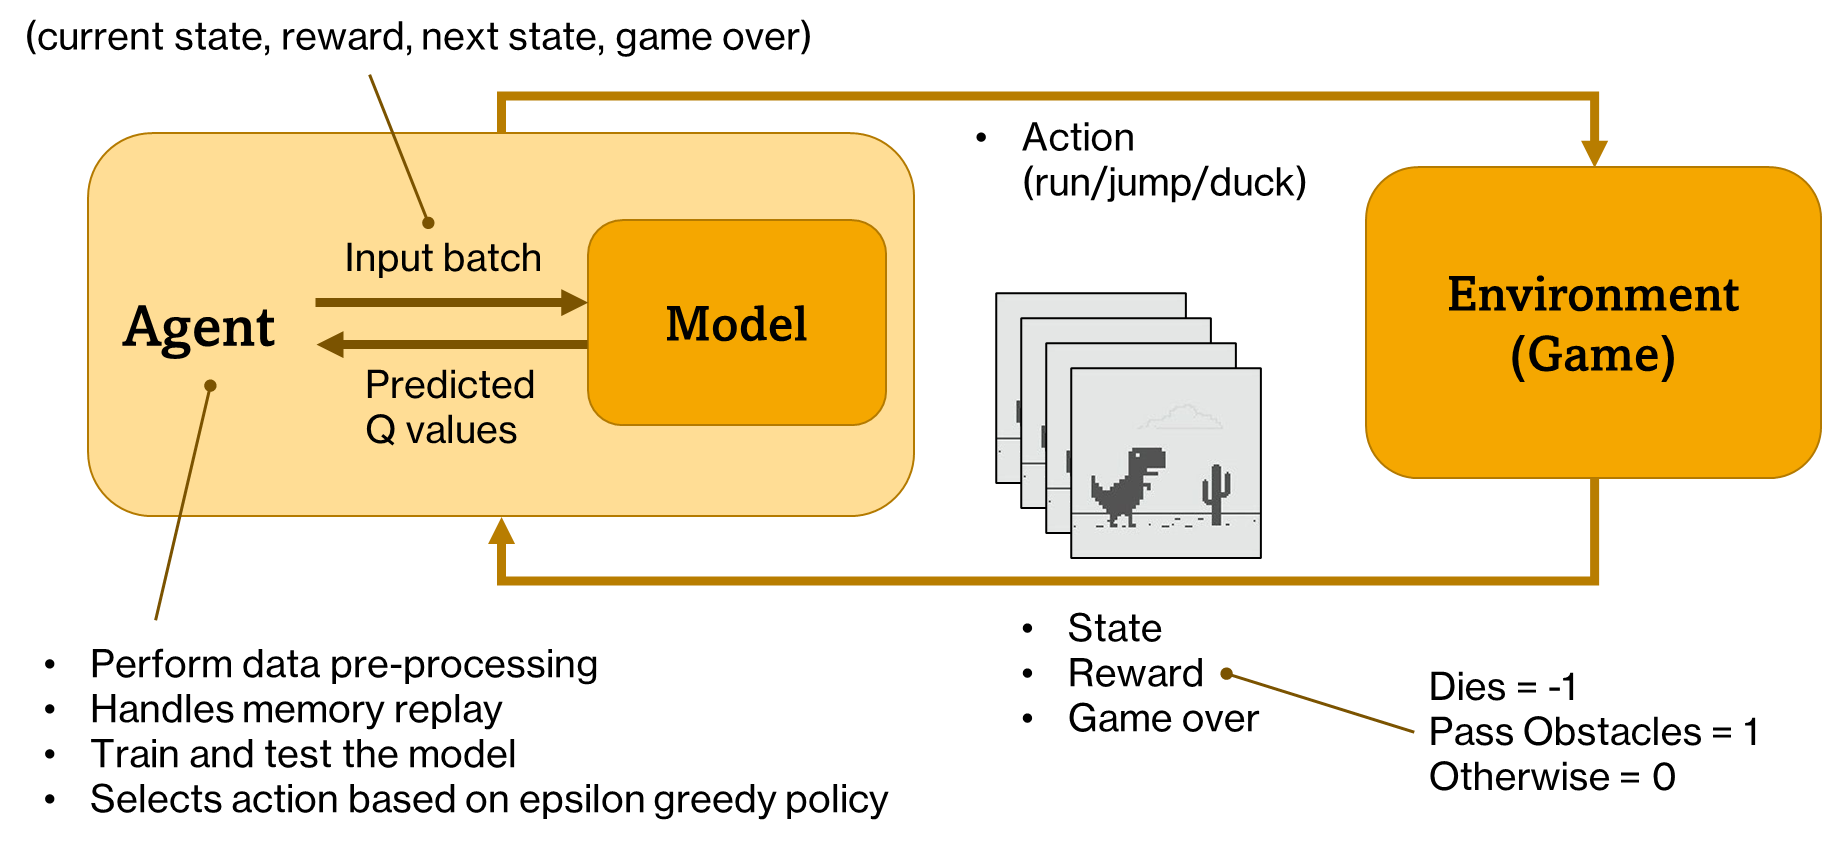 (current state, reward, next state, game over)
• Action
(run/jump/duck)
Input batch
Agent
Model
Predicted
Q values
Environment
(Game)
• State
• Reward
• Game over
Dies = -1
Pass Obstacles = 1
Otherwise = 0
• Perform data pre-processing
• Handles memory replay
• Train and test the model
• Selects action based on epsilon greedy policy